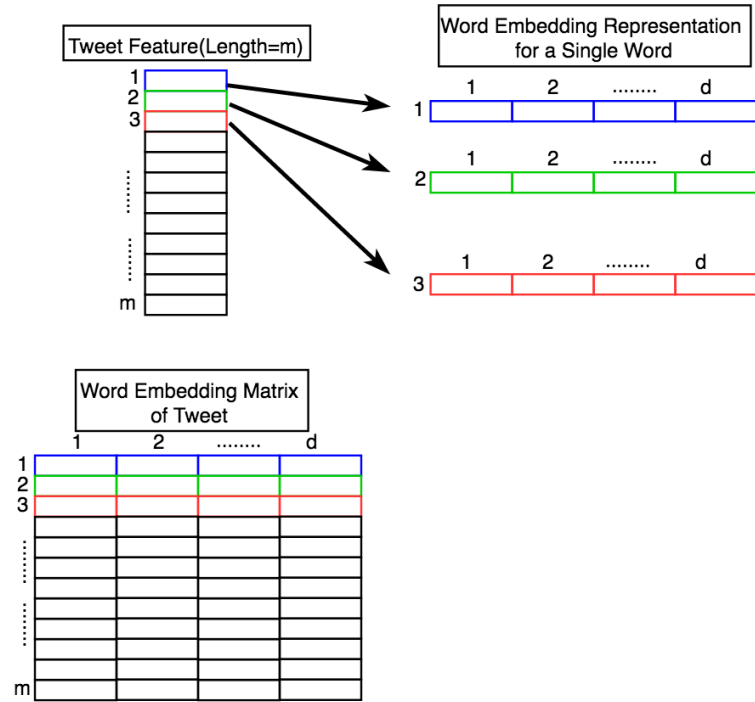 Tweet Feature(Length=m)
1
2
3
........
........
m
Word Embedding Representation
for a Single Word
1 2 ........ d
1
1 2 ........ d
2
1 2 ........ d
3
Word Embedding Matrix
of Tweet
1 2 ........ d
1
2
3
........
........
m